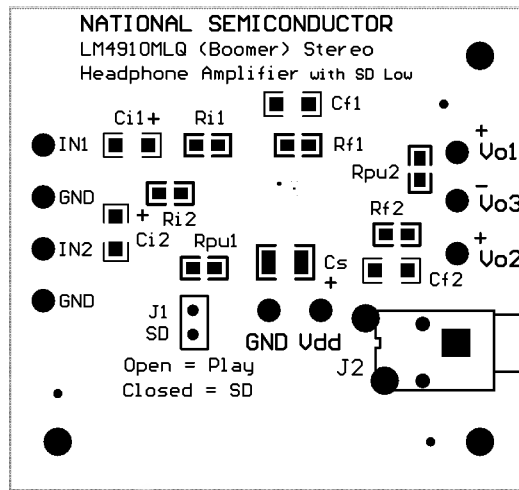 NATIONAL SEMICONDUCTOR
LM4910MLQ (Boomer) Stereo
Headphone Amplifier with SD Low
Cf1
Ci1+
Ri1
IN1
Rf1
+
Vo1
Rpu2
GND
Ri2
-
Vo3
+
Ci2
Rf2
+
Vo2
IN2
Rpu1
Cs
+
Cf2
GND
J1
SD
GND Vdd
J2
Open = Play
Closed = SD